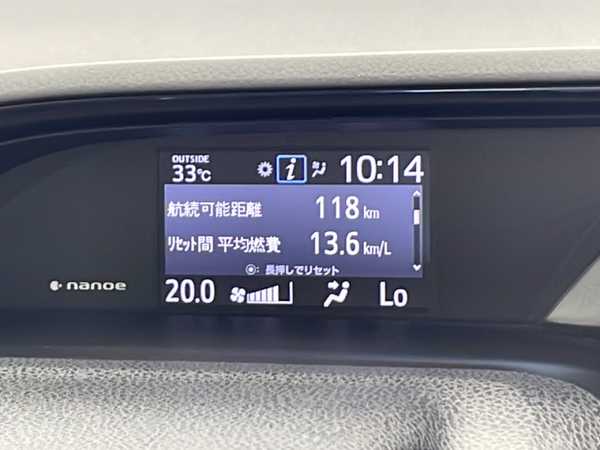 OUTSIDE
33℃
i
10:14
航続可能距離 118 km
ﾘｾｯﾄ間 平均燃費 13.6 km/L
◉: 長押しでリセット
nanoe
20.0
Lo